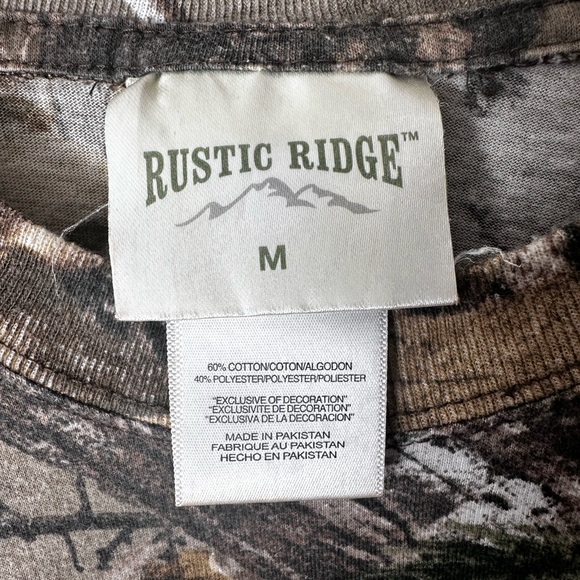 RUSTIC RIDGE™
M
60% COTTON/COTON/ALGODON
40% POLYESTER/POLYESTER/POLIESTER
"EXCLUSIVE OF DECORATION"
"EXCLUSIVITE DE DECORATION"
"EXCLUSIVA DE LA DECORACION"
MADE IN PAKISTAN
FABRIQUE AU PAKISTAN
HECHO EN PAKISTAN